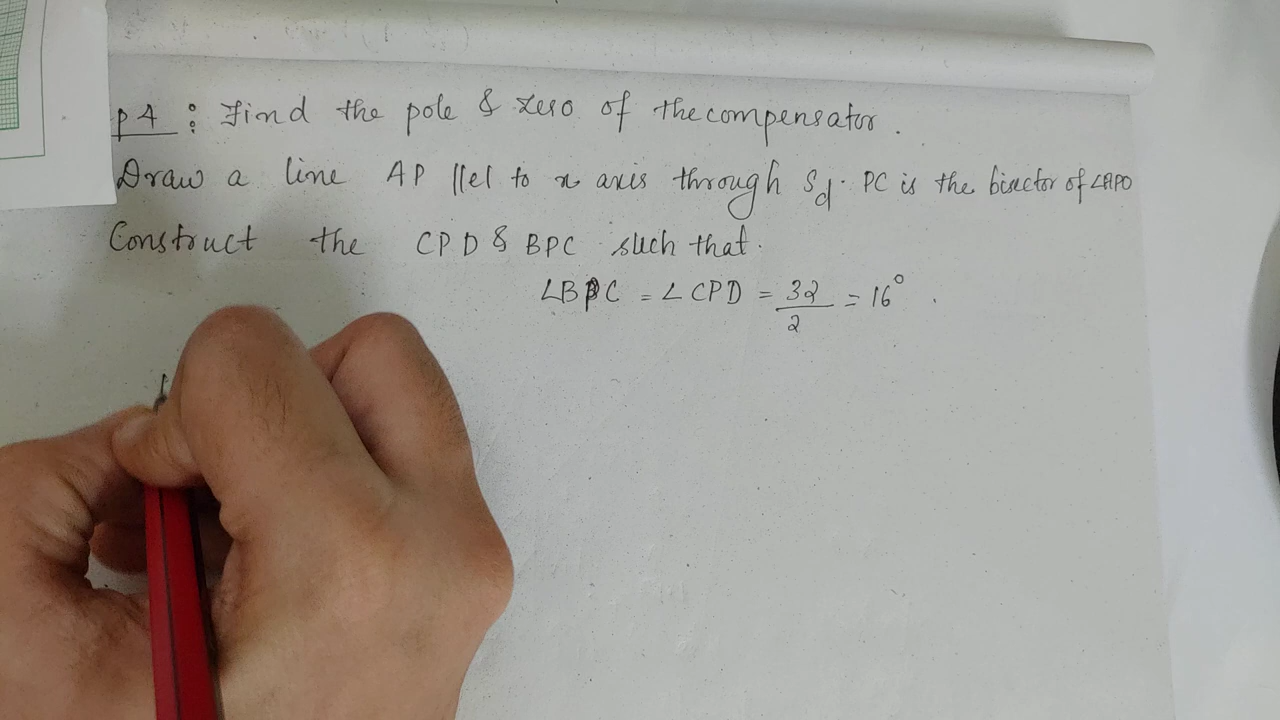 p 4 : Find the pole & zero of the compensator.
Draw a line AP llel to x axis through Sd. PC is the bisector of ∠APO
Construct the CPD & BPC such that.
∠BPC = ∠CPD = 32/2 = 16°.